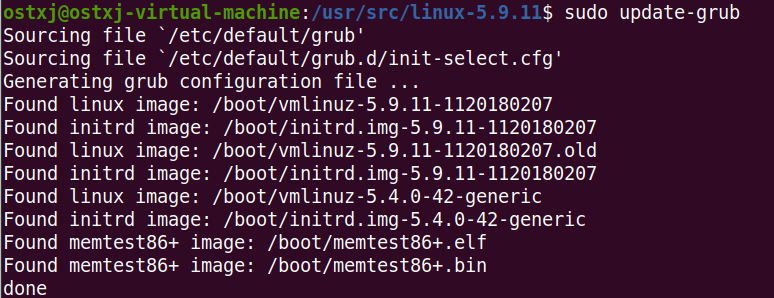 ostxj@ostxj-virtual-machine:/usr/src/linux-5.9.11$ sudo update-grub
Sourcing file `/etc/default/grub'
Sourcing file `/etc/default/grub.d/init-select.cfg'
Generating grub configuration file ...
Found linux image: /boot/vmlinuz-5.9.11-1120180207
Found initrd image: /boot/initrd.img-5.9.11-1120180207
Found linux image: /boot/vmlinuz-5.9.11-1120180207.old
Found initrd image: /boot/initrd.img-5.9.11-1120180207
Found linux image: /boot/vmlinuz-5.4.0-42-generic
Found initrd image: /boot/initrd.img-5.4.0-42-generic
Found memtest86+ image: /boot/memtest86+.elf
Found memtest86+ image: /boot/memtest86+.bin
done